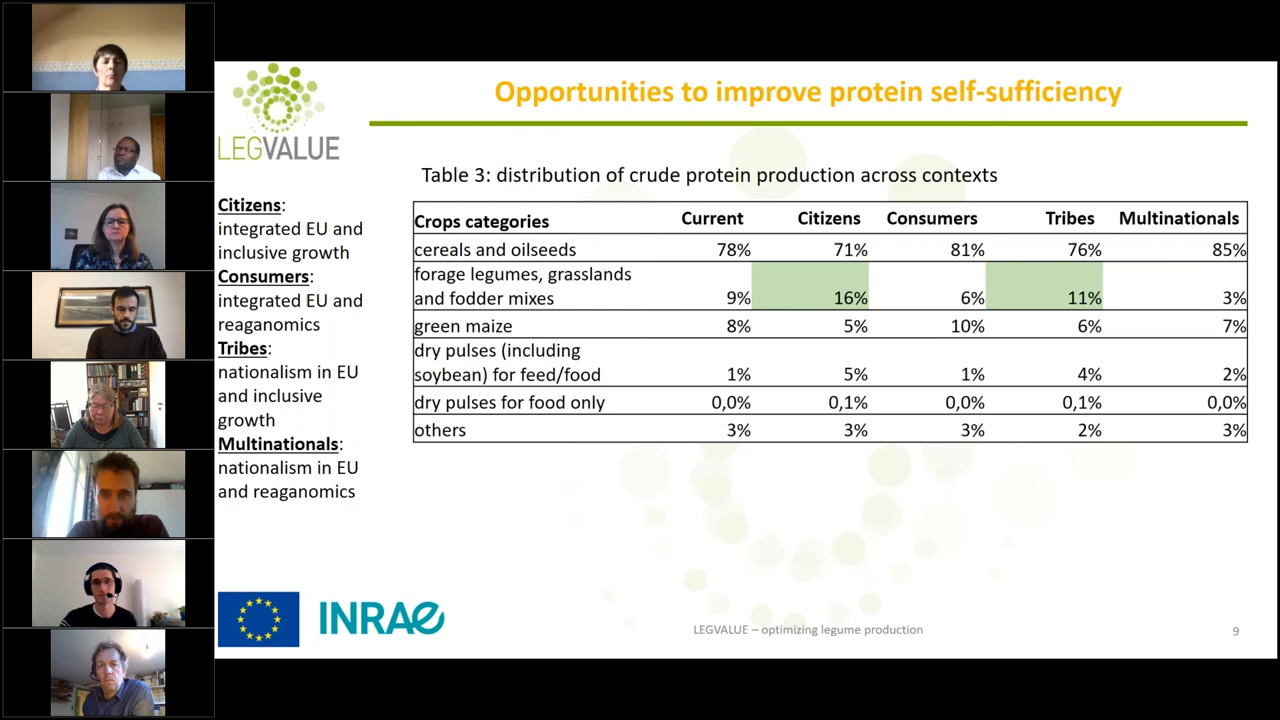 LEGVALUE
Opportunities to improve protein self-sufficiency
Citizens:
integrated EU and
inclusive growth
Consumers:
integrated EU and
reaganomics
Tribes:
nationalism in EU
and inclusive
growth
Multinationals:
nationalism in EU
and reaganomics
Table 3: distribution of crude protein production across contexts
Crops categories Current Citizens Consumers Tribes Multinationals
cereals and oilseeds 78% 71% 81% 76% 85%
forage legumes, grasslands
and fodder mixes 9% 16% 6% 11% 3%
green maize 8% 5% 10% 6% 7%
dry pulses (including
soybean) for feed/food 1% 5% 1% 4% 2%
dry pulses for food only 0,0% 0,1% 0,0% 0,1% 0,0%
others 3% 3% 3% 2% 3%
INRAE
LEGVALUE – optimizing legume production
9